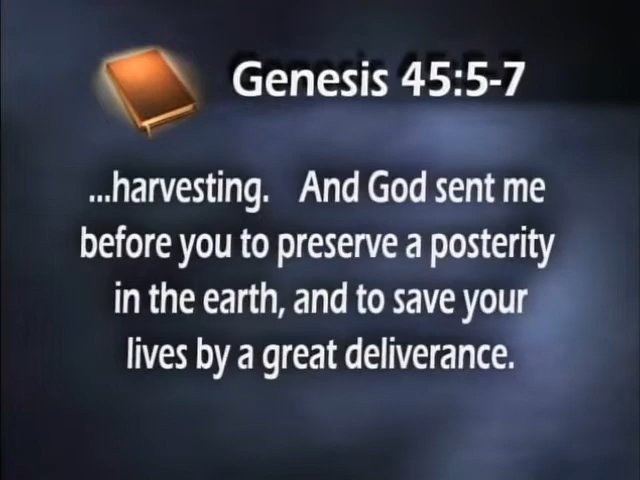 Genesis 45:5-7
...harvesting. And God sent me
before you to preserve a posterity
in the earth, and to save your
lives by a great deliverance.